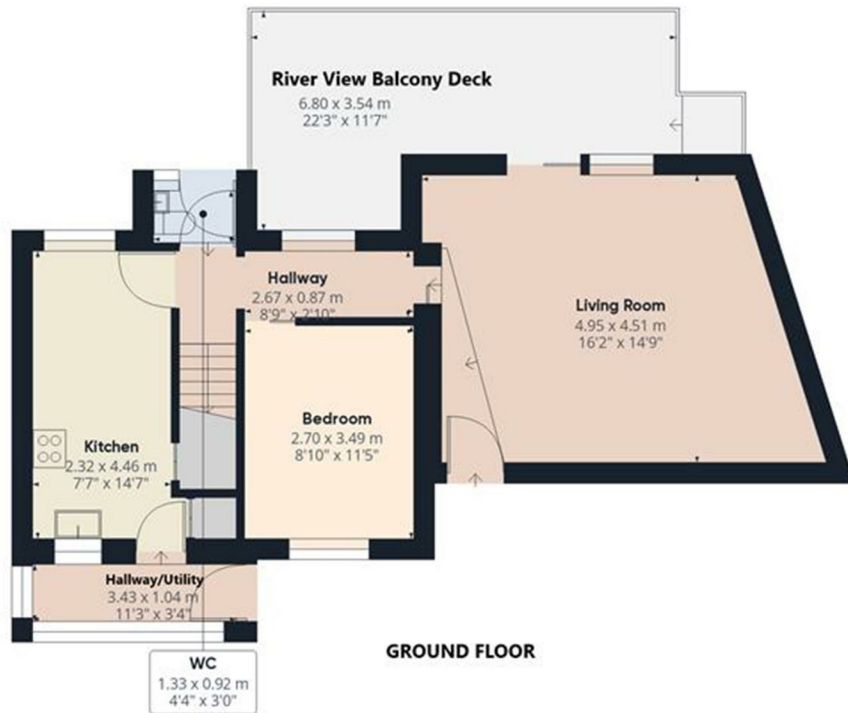 River View Balcony Deck
6.80 x 3.54 m
22'3" x 11'7"
Hallway
2.67 x 0.87 m
8'9" x 2'10"
Living Room
4.95 x 4.51 m
16'2" x 14'9"
Bedroom
2.70 x 3.49 m
8'10" x 11'5"
Kitchen
2.32 x 4.46 m
7'7" x 14'7"
Hallway/Utility
3.43 x 1.04 m
11'3" x 3'4"
GROUND FLOOR
WC
1.33 x 0.92 m
4'4" x 3'0"